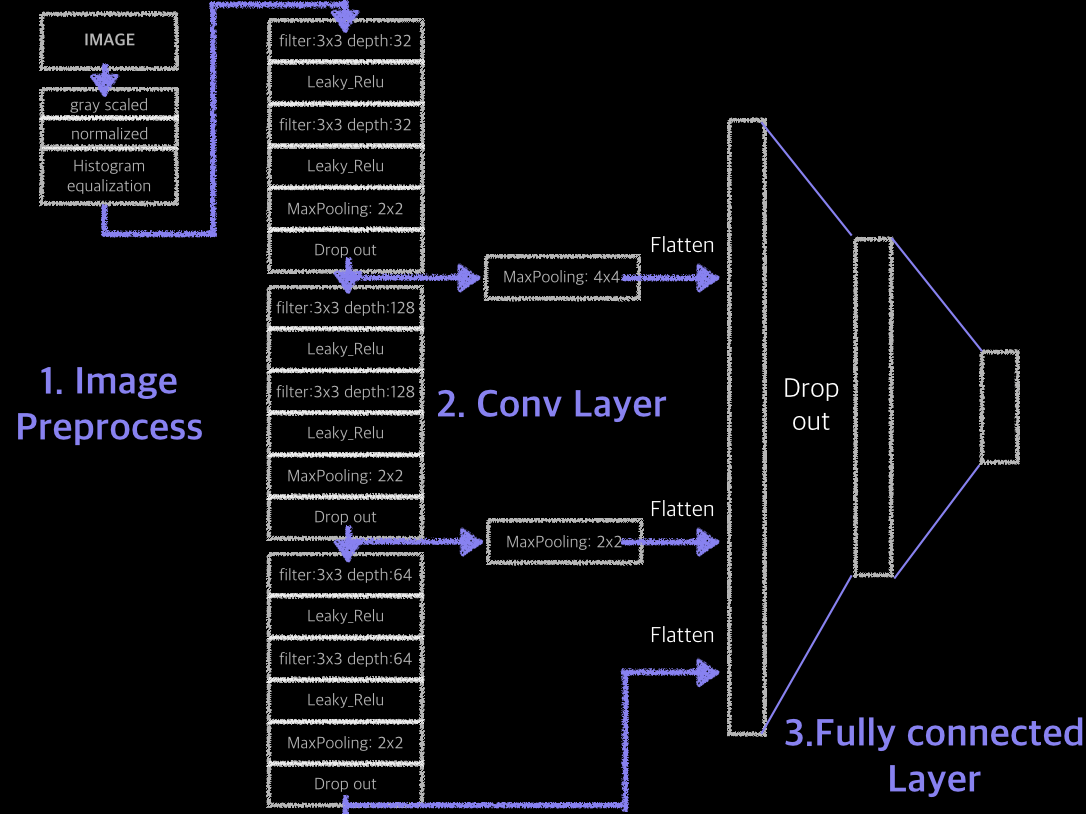 IMAGE
gray scaled
normalized
Histogram
equalization
1. Image
Preprocess
filter:3x3 depth:32
Leaky_Relu
filter:3x3 depth:32
Leaky_Relu
MaxPooling: 2x2
Drop out
filter:3x3 depth:128
Leaky_Relu
filter:3x3 depth:128
Leaky_Relu
MaxPooling: 2x2
Drop out
filter:3x3 depth:64
Leaky_Relu
filter:3x3 depth:64
Leaky_Relu
MaxPooling: 2x2
Drop out
2. Conv Layer
MaxPooling: 4x4
Flatten
MaxPooling: 2x2
Flatten
Flatten
Drop
out
3.Fully connected
Layer